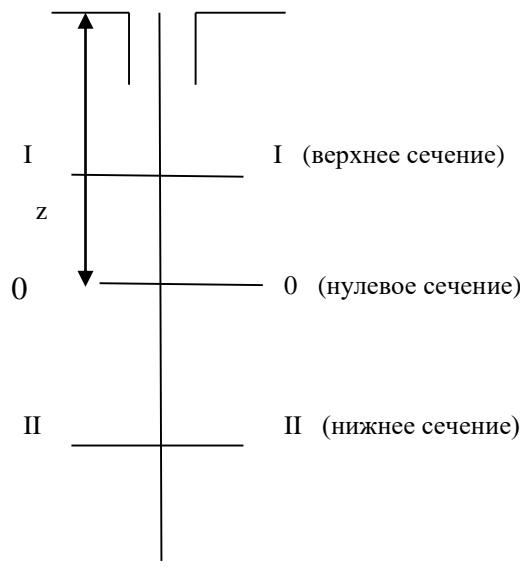 I I (верхнее сечение)
z
0 0 (нулевое сечение)
II II (нижнее сечение)